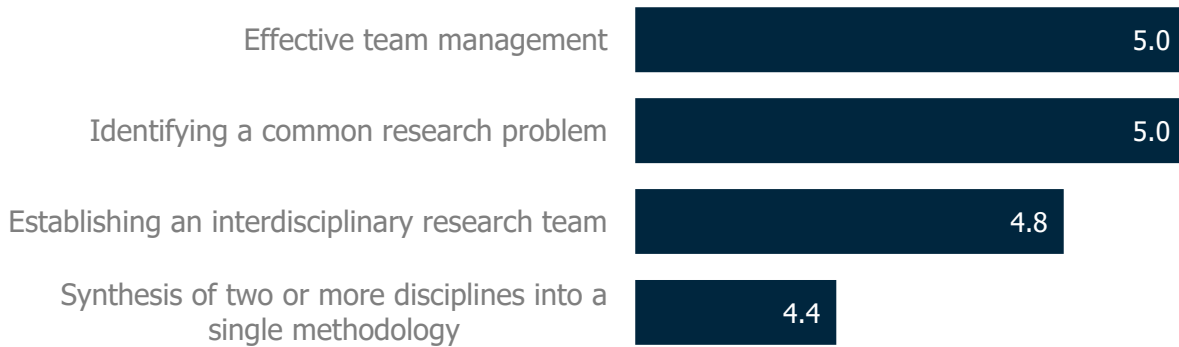 Effective team management 5.0
Identifying a common research problem 5.0
Establishing an interdisciplinary research team 4.8
Synthesis of two or more disciplines into a
single methodology 4.4